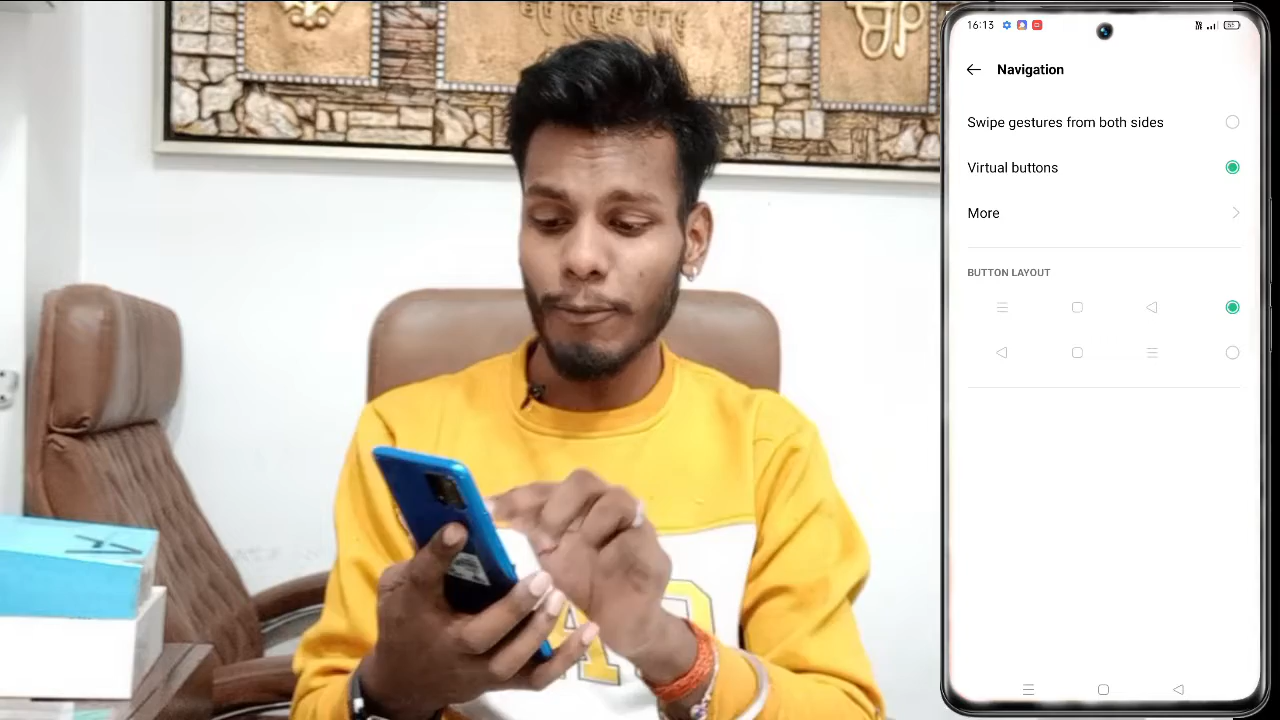 16:13
Navigation
Swipe gestures from both sides
Virtual buttons
More
BUTTON LAYOUT